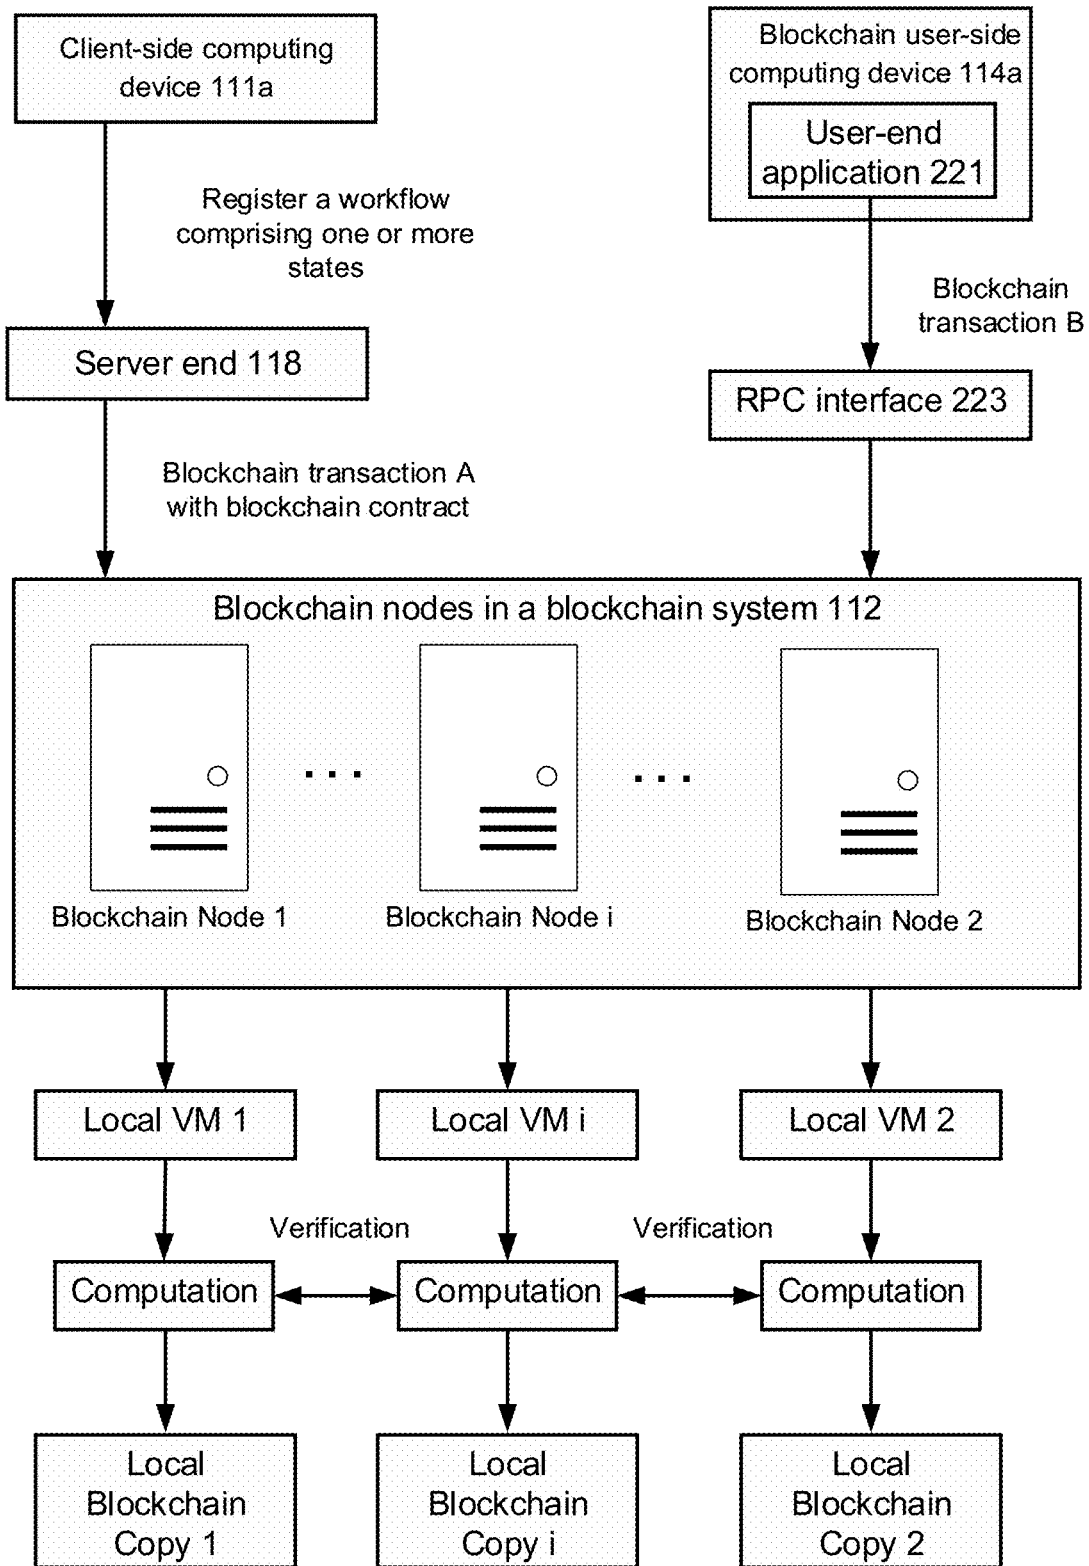 Client-side computing
device 111a
Blockchain user-side
computing device 114a
User-end
application 221
Register a workflow
comprising one or more
states
Blockchain
transaction B
Server end 118
RPC interface 223
Blockchain transaction A
with blockchain contract
Blockchain nodes in a blockchain system 112
. . .
. . .
Blockchain Node 1
Blockchain Node i
Blockchain Node 2
Local VM 1
Local VM i
Local VM 2
Verification
Verification
Computation
Computation
Computation
Local
Blockchain
Copy 1
Local
Blockchain
Copy i
Local
Blockchain
Copy 2